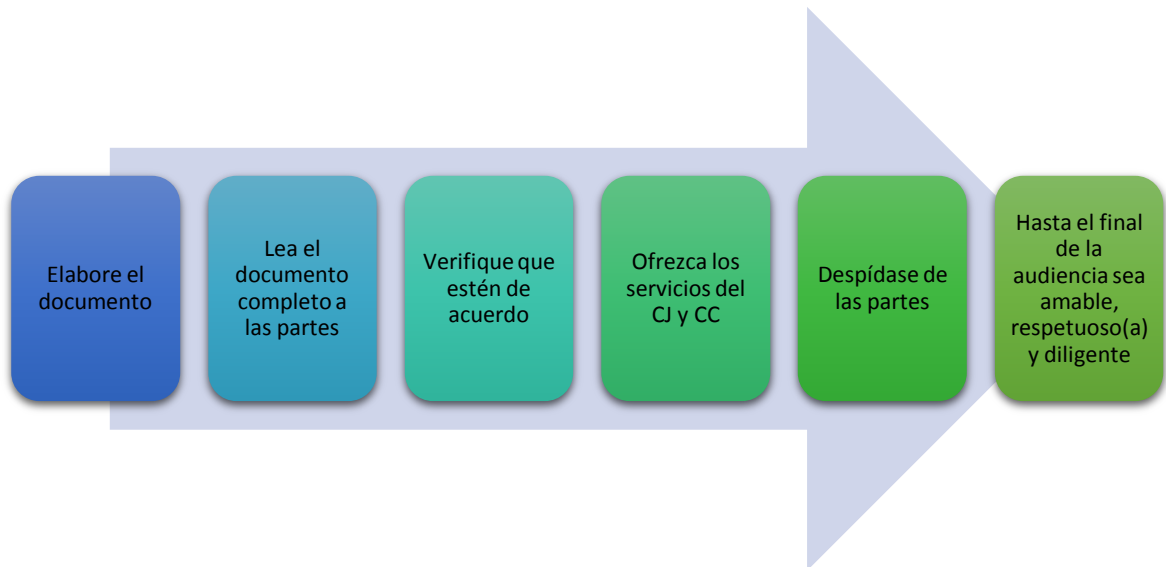 Elabore el
documento
Lea el
documento
completo a
las partes
Verifique que
estén de
acuerdo
Ofrezca los
servicios del
CJ y CC
Despídase de
las partes
Hasta el final
de la
audiencia sea
amable,
respetuoso(a)
y diligente